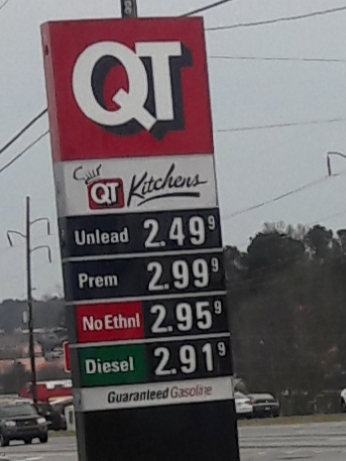 QT
Our
QT Kitchens
Unlead 2.49 9
Prem 2.99 9
No Ethnl 2.95 9
Diesel 2.91 9
Guaranteed Gasoline